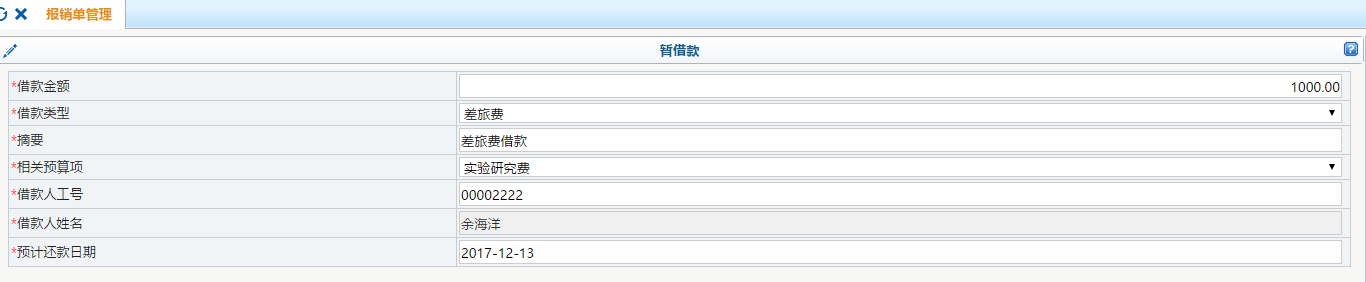 报销单管理
暂借款
*借款金额 1000.00
*借款类型 差旅费
*摘要 差旅费借款
*相关预算项 实验研究费
*借款人工号 00002222
*借款人姓名 余海洋
*预计还款日期 2017-12-13